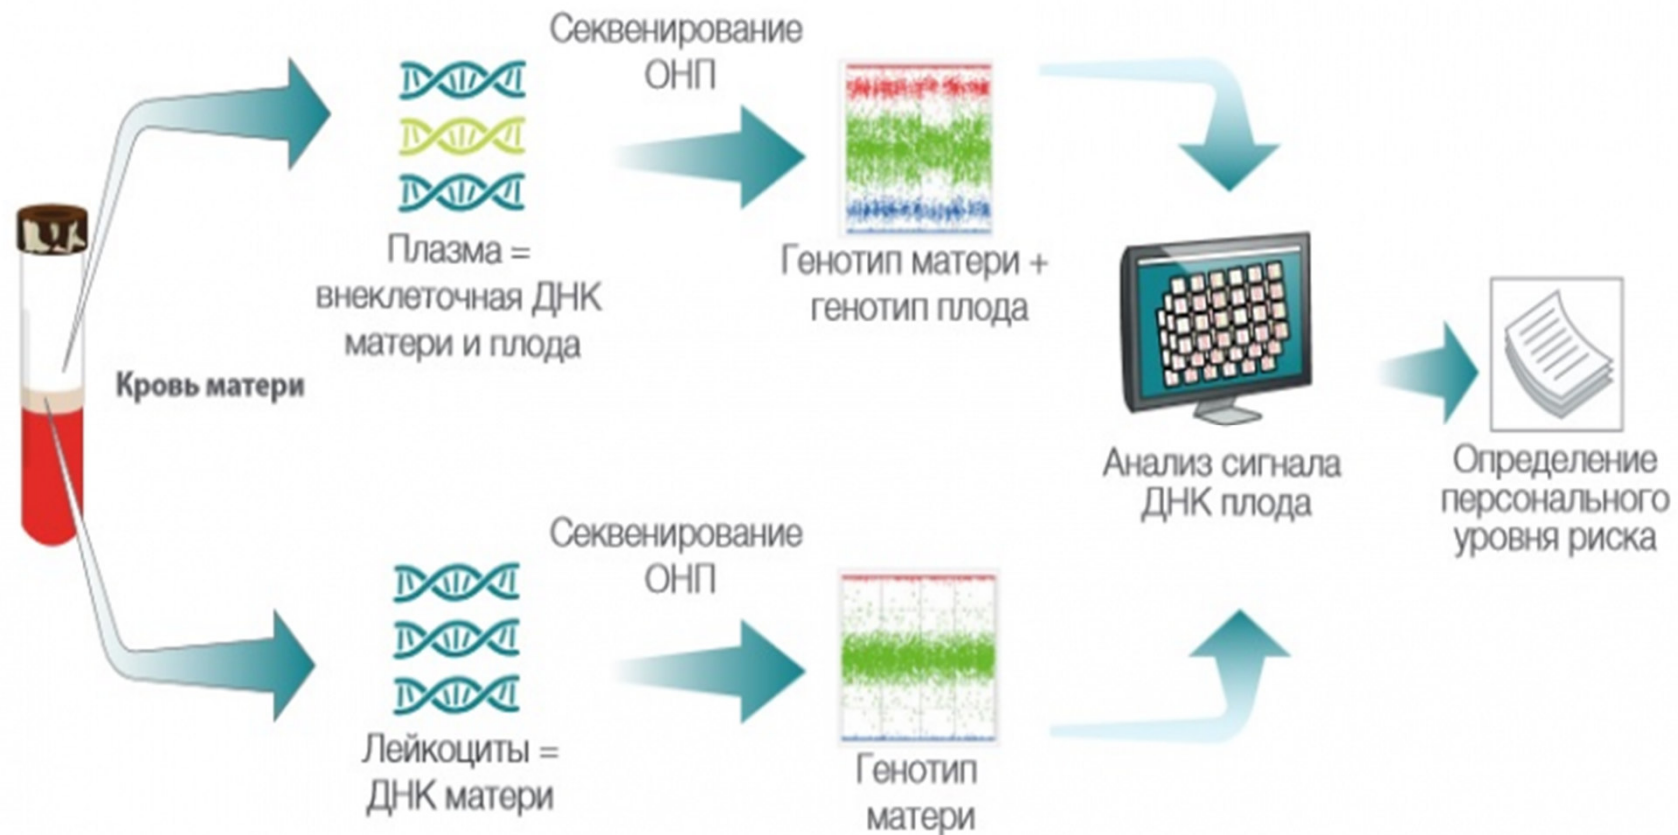 Секвенирование
ОНП
Плазма =
внеклеточная ДНК
матери и плода
Генотип матери +
генотип плода
Кровь матери
Анализ сигнала
ДНК плода
Определение
персонального
уровня риска
Секвенирование
ОНП
Лейкоциты =
ДНК матери
Генотип
матери